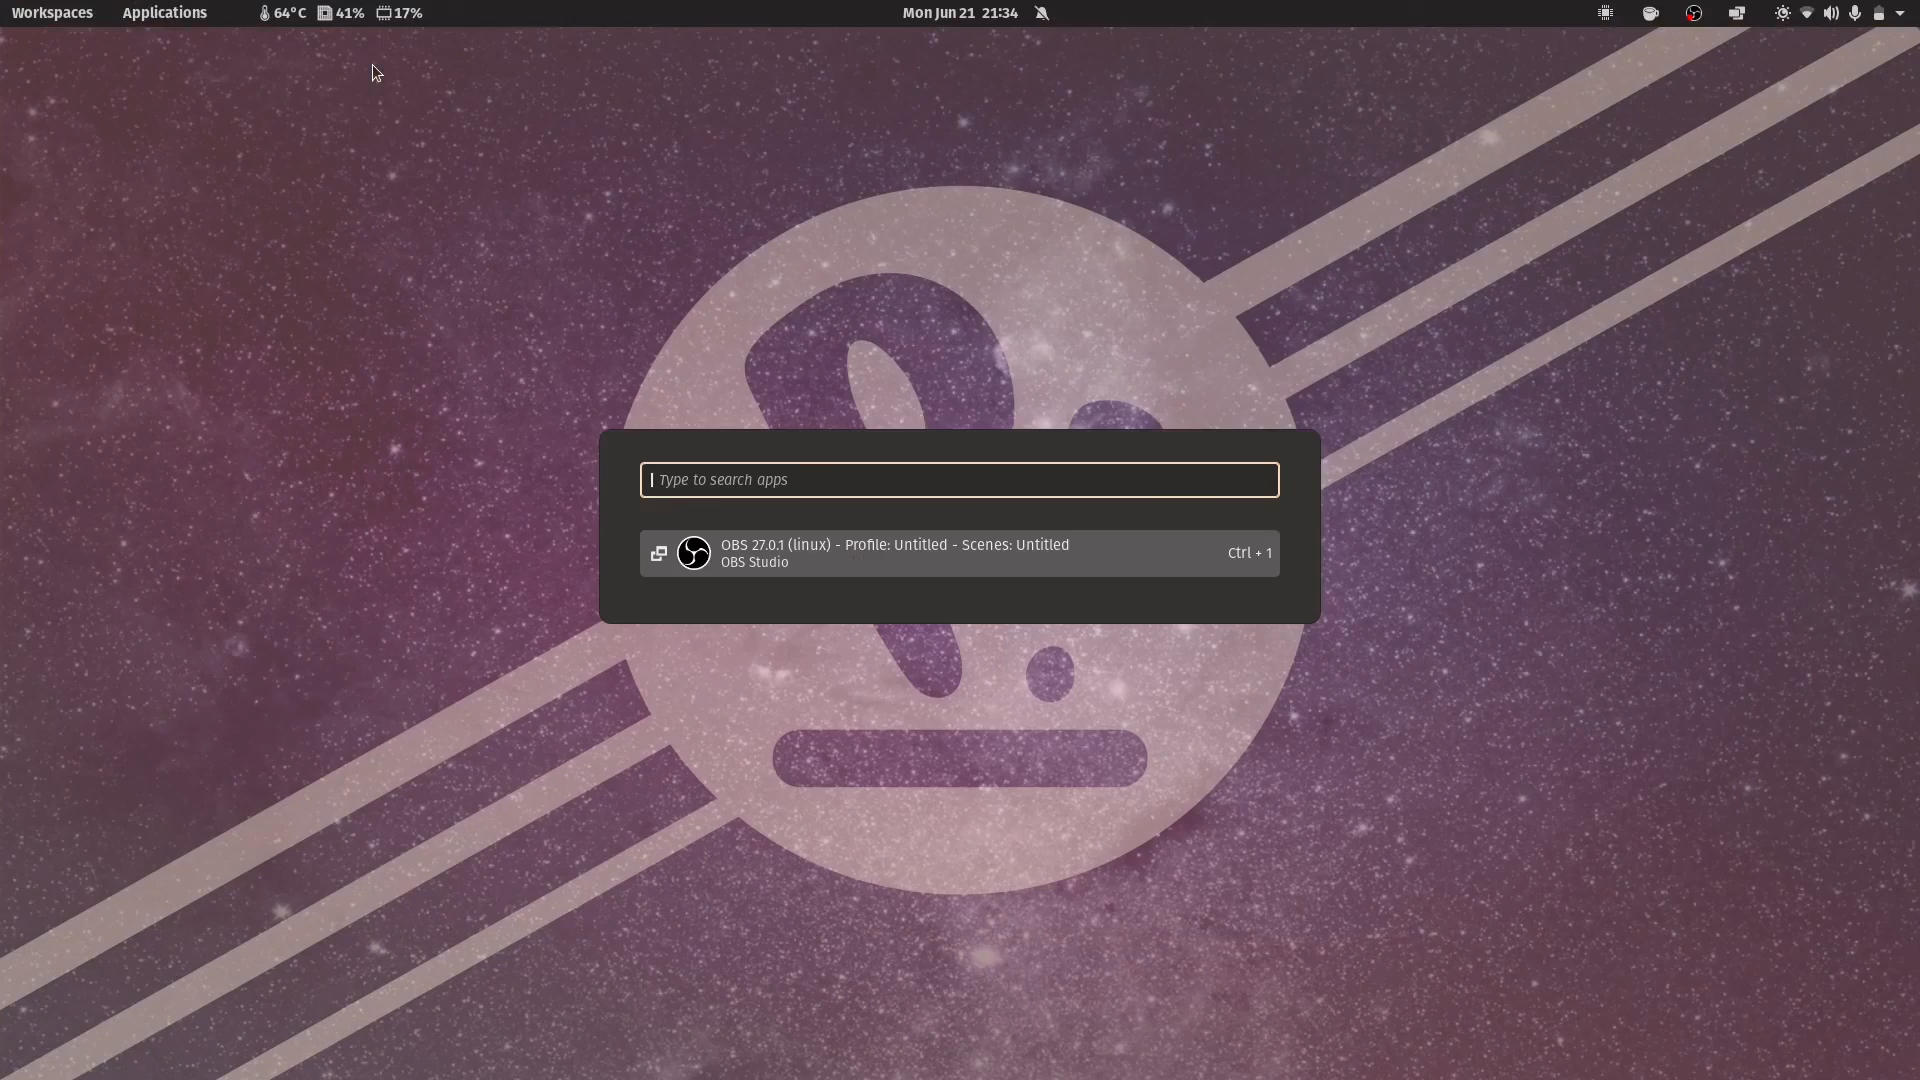 Workspaces Applications 64°C 41% 17% Mon Jun 21 21:34
Type to search apps
OBS 27.0.1 (linux) - Profile: Untitled - Scenes: Untitled
OBS Studio
Ctrl + 1